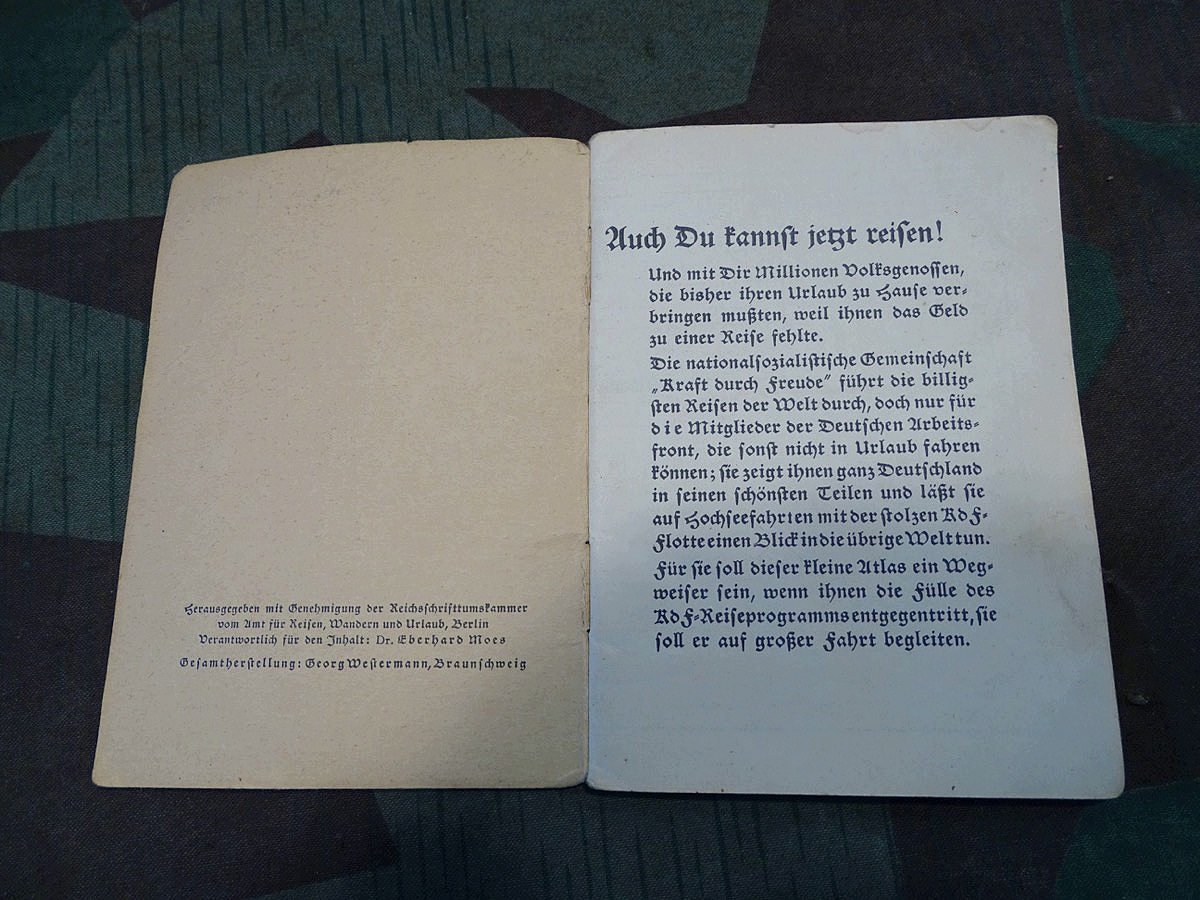 Herausgegeben mit Genehmigung der Reichsschrifttumskammer
vom Amt für Reisen, Wandern und Urlaub, Berlin
Verantwortlich für den Inhalt: Dr. Eberhard Moes
Gesamtherstellung: Georg Westermann, Braunschweig
Auch Du kannst jetzt reisen!
Und mit Dir Millionen Volksgenossen,
die bisher ihren Urlaub zu Hause ver-
bringen mußten, weil ihnen das Geld
zu einer Reise fehlte.
Die nationalsozialistische Gemeinschaft
„Kraft durch Freude" führt die billig-
sten Reisen der Welt durch, doch nur für
die Mitglieder der Deutschen Arbeits-
front, die sonst nicht in Urlaub fahren
können; sie zeigt ihnen ganz Deutschland
in seinen schönsten Teilen und läßt sie
auf Hochseefahrten mit der stolzen KdF-
Flotte einen Blick in die übrige Welt tun.
Für sie soll dieser kleine Atlas ein Weg-
weiser sein, wenn ihnen die Fülle des
KdF-Reiseprogramms entgegentritt, sie
soll er auf großer Fahrt begleiten.